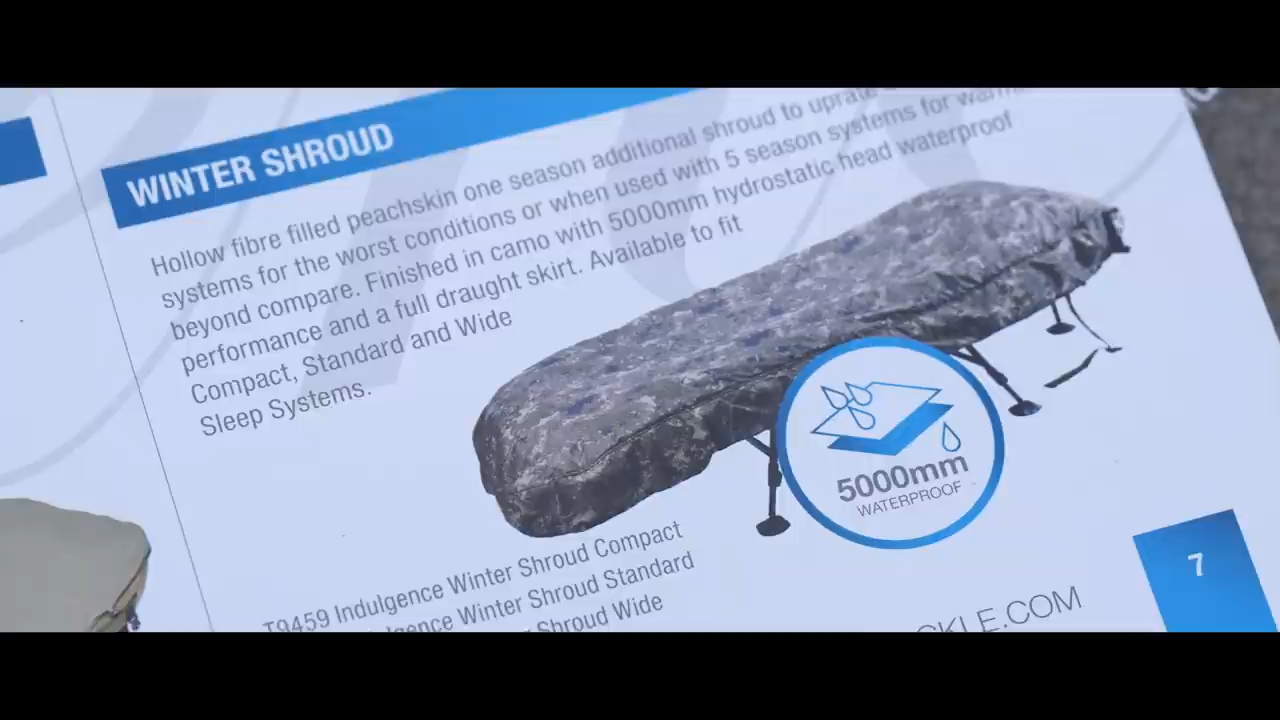 WINTER SHROUD
Hollow fibre filled peachskin one season additional shroud to uprate
systems for the worst conditions or when used with 5 season systems for
beyond compare. Finished in camo with 5000mm hydrostatic head waterproof
performance and a full draught skirt. Available to fit
Compact, Standard and Wide
Sleep Systems.
5000mm
WATERPROOF
T9459 Indulgence Winter Shroud Compact
Winter Shroud Standard
Shroud Wide
CKLE.COM
7